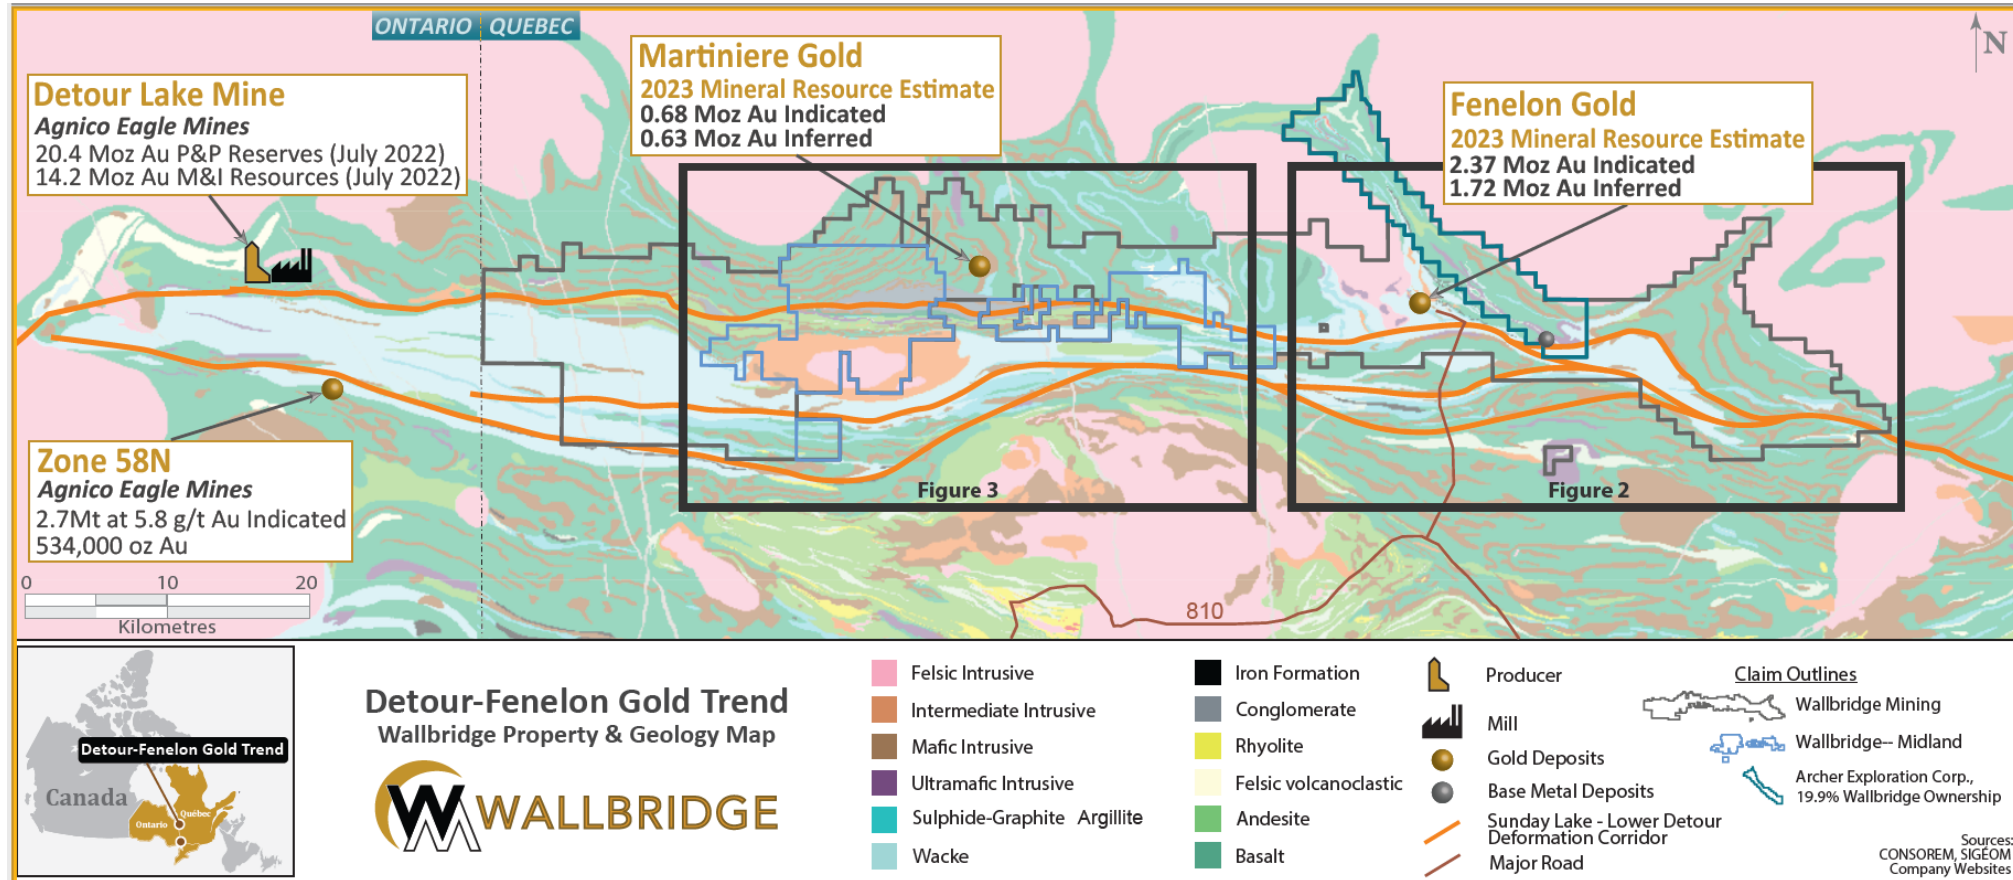 ONTARIO QUEBEC
N
Detour Lake Mine
Agnico Eagle Mines
20.4 Moz Au P&P Reserves (July 2022)
14.2 Moz Au M&I Resources (July 2022)
Martiniere Gold
2023 Mineral Resource Estimate
0.68 Moz Au Indicated
0.63 Moz Au Inferred
Fenelon Gold
2023 Mineral Resource Estimate
2.37 Moz Au Indicated
1.72 Moz Au Inferred
Zone 58N
Agnico Eagle Mines
2.7Mt at 5.8 g/t Au Indicated
534,000 oz Au
Figure 3
Figure 2
0 10 20
Kilometres
810
Detour-Fenelon Gold Trend
Canada
Ontario
Québec
Detour-Fenelon Gold Trend
Wallbridge Property & Geology Map
WALLBRIDGE
Felsic Intrusive
Intermediate Intrusive
Mafic Intrusive
Ultramafic Intrusive
Sulphide-Graphite Argillite
Wacke
Iron Formation
Conglomerate
Rhyolite
Felsic volcanoclastic
Andesite
Basalt
Producer
Mill
Gold Deposits
Base Metal Deposits
Sunday Lake - Lower Detour
Deformation Corridor
Major Road
Claim Outlines
Wallbridge Mining
Wallbridge-- Midland
Archer Exploration Corp.,
19.9% Wallbridge Ownership
Sources:
CONSOREM, SIGÉOM
Company Websites